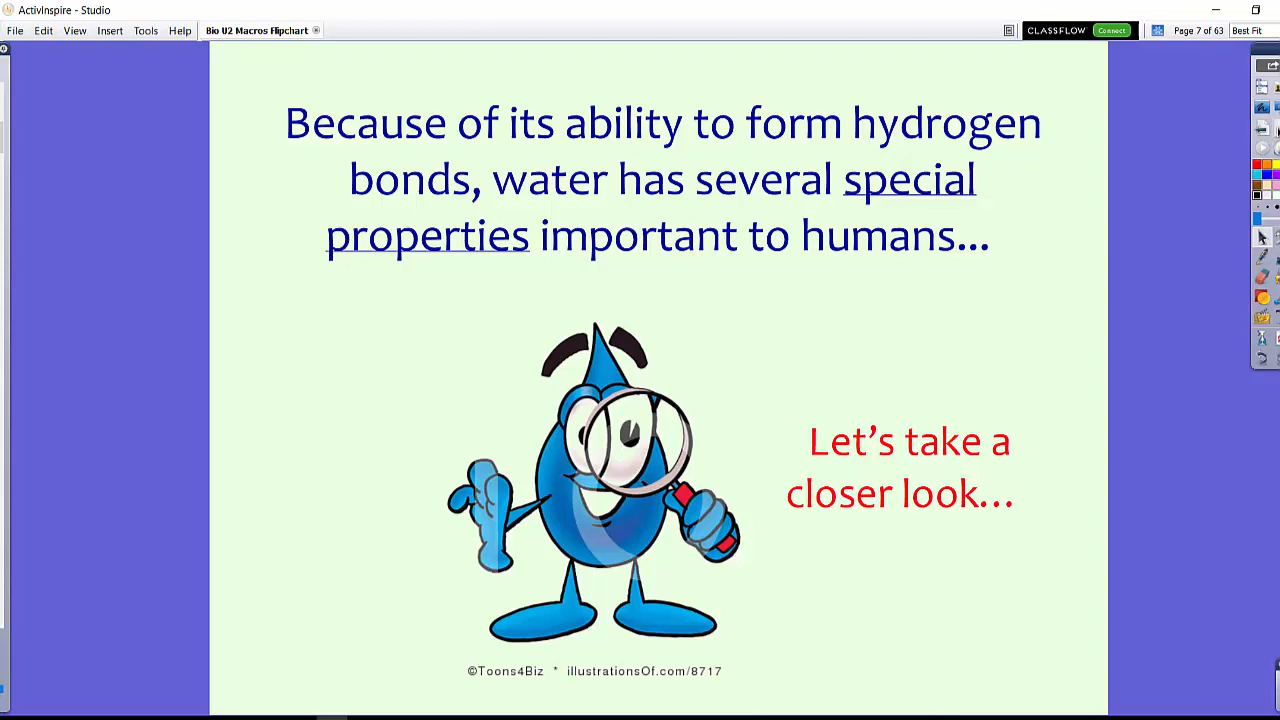 ActivInspire - Studio
File Edit View Insert Tools Help Bio U2 Macros Flipchart CLASSFLOW Connect Page 7 of 63 Best Fit
Because of its ability to form hydrogen
bonds, water has several special
properties important to humans...
Let's take a
closer look...
©Toons4Biz * illustrationsOf.com/8717